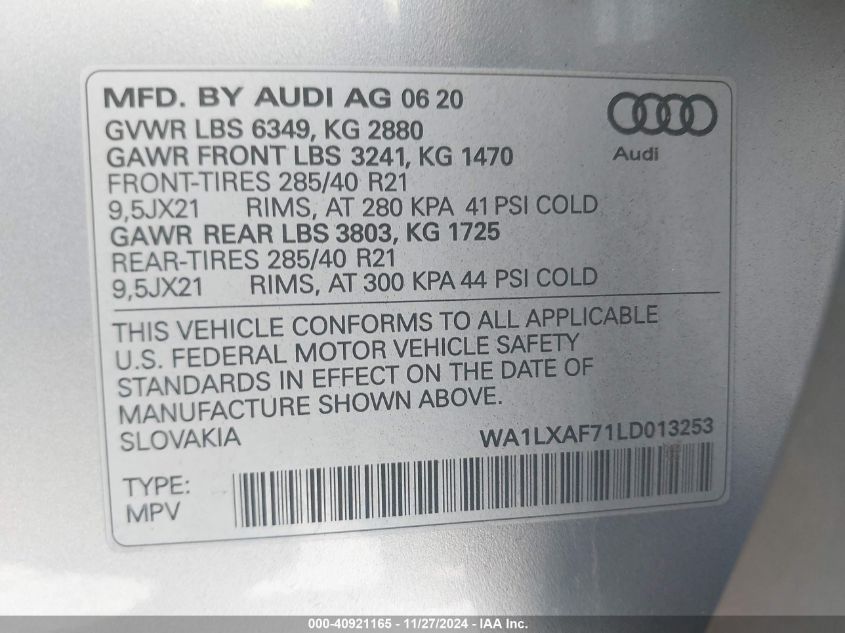 MFD. BY AUDI AG 06 20
GVWR LBS 6349, KG 2880
GAWR FRONT LBS 3241, KG 1470
FRONT-TIRES 285/40 R21
9,5JX21 RIMS, AT 280 KPA 41 PSI COLD
GAWR REAR LBS 3803, KG 1725
REAR-TIRES 285/40 R21
9,5JX21 RIMS, AT 300 KPA 44 PSI COLD
Audi
THIS VEHICLE CONFORMS TO ALL APPLICABLE
U.S. FEDERAL MOTOR VEHICLE SAFETY
STANDARDS IN EFFECT ON THE DATE OF
MANUFACTURE SHOWN ABOVE.
SLOVAKIA WA1LXAF71LD013253
TYPE:
MPV
000-40921165 - 11/27/2024 - IAA Inc.